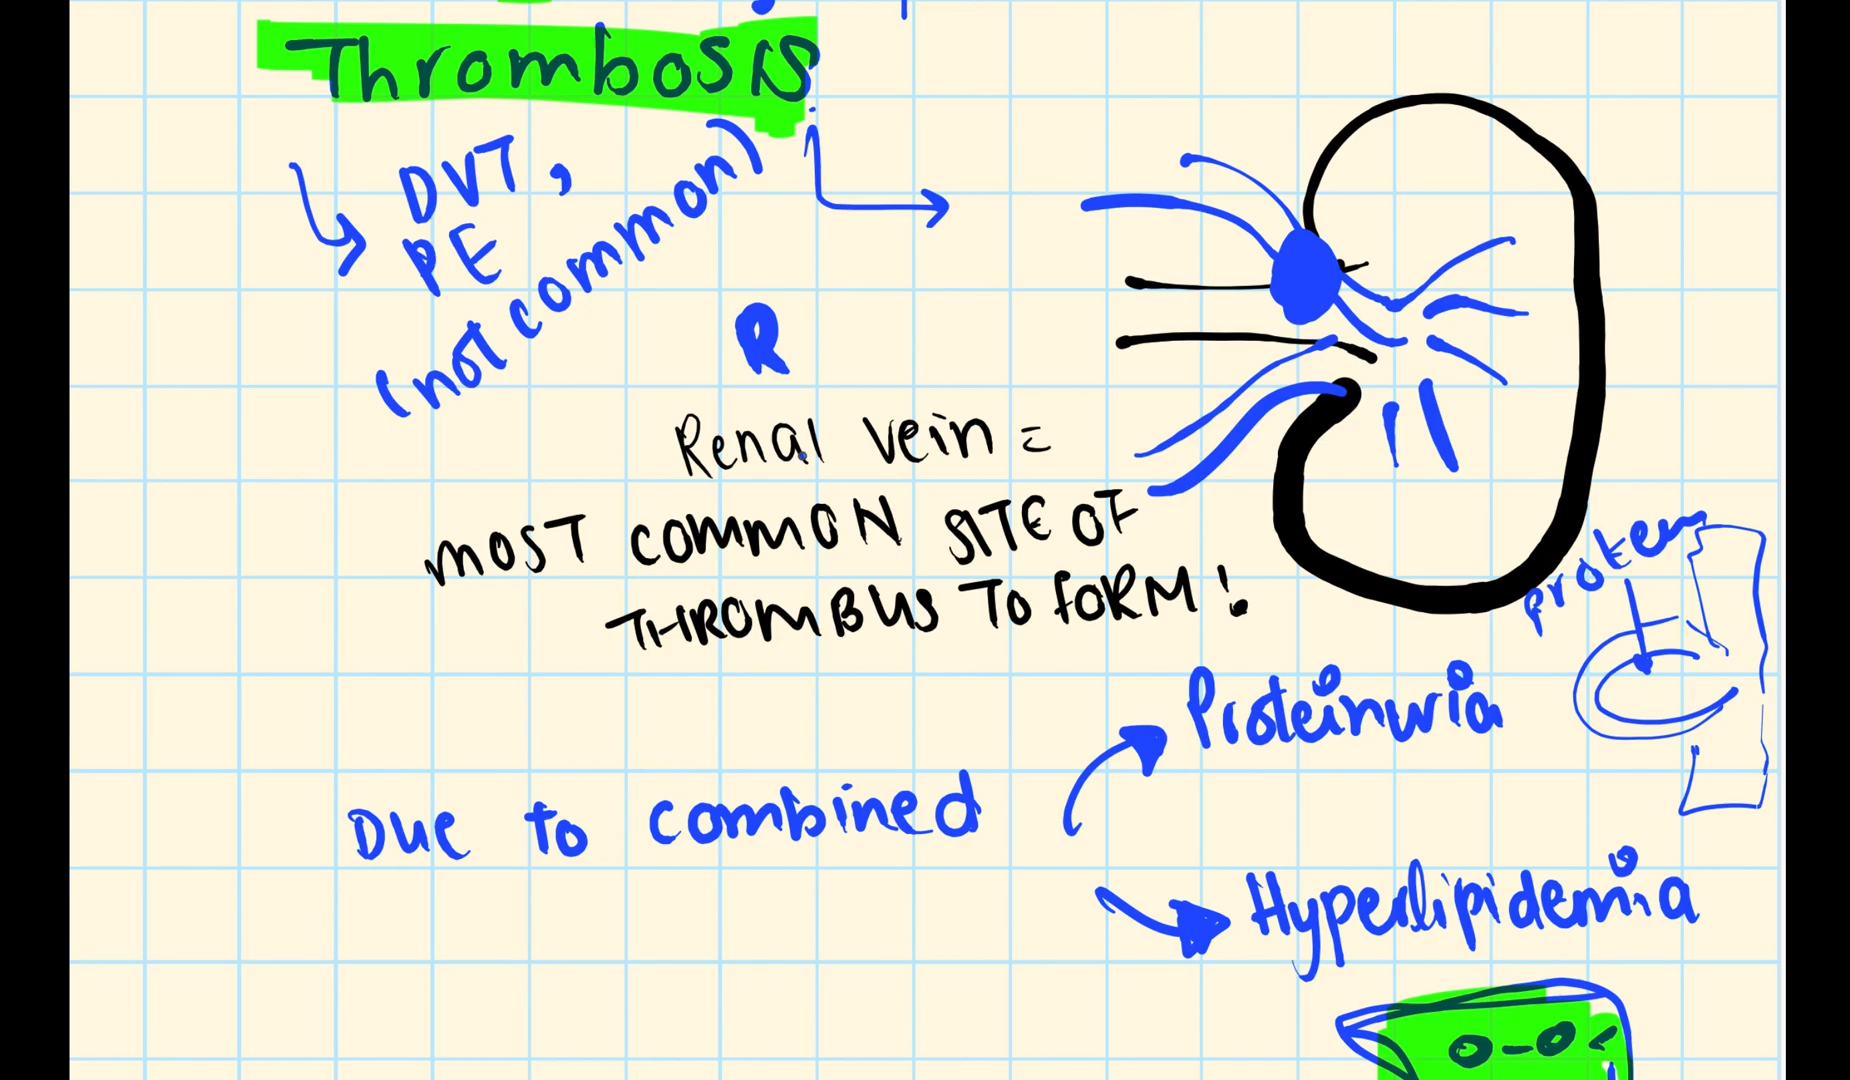 Thrombosis
DVT,
PE
(not common)
R
Renal vein =
MOST COMMON SITE OF
THROMBUS TO FORM!
protein
Proteinuria
Due to combined
Hyperlipidemia